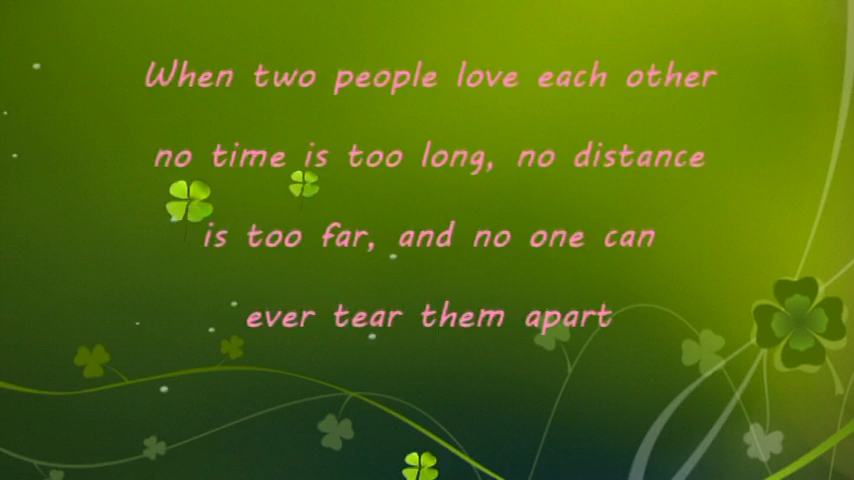 When two people love each other
no time is too long, no distance
is too far, and no one can
ever tear them apart